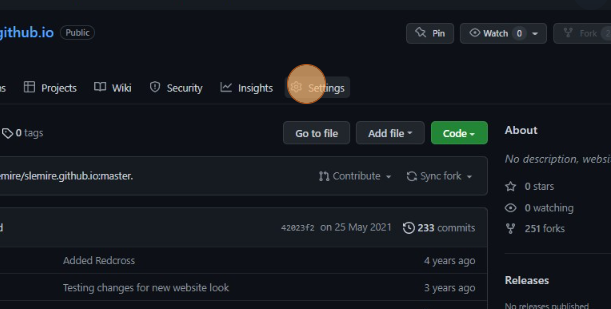 github.io Public
Pin Watch 0 Fork
ns Projects Wiki Security Insights Settings
0 tags Go to file Add file Code
About
No description, websi
emire/slemire.github.io:master.
Contribute Sync fork
0 stars
0 watching
251 forks
d 42023f2 on 25 May 2021 233 commits
Added Redcross 4 years ago
Testing changes for new website look 3 years ago
Releases
No releases published